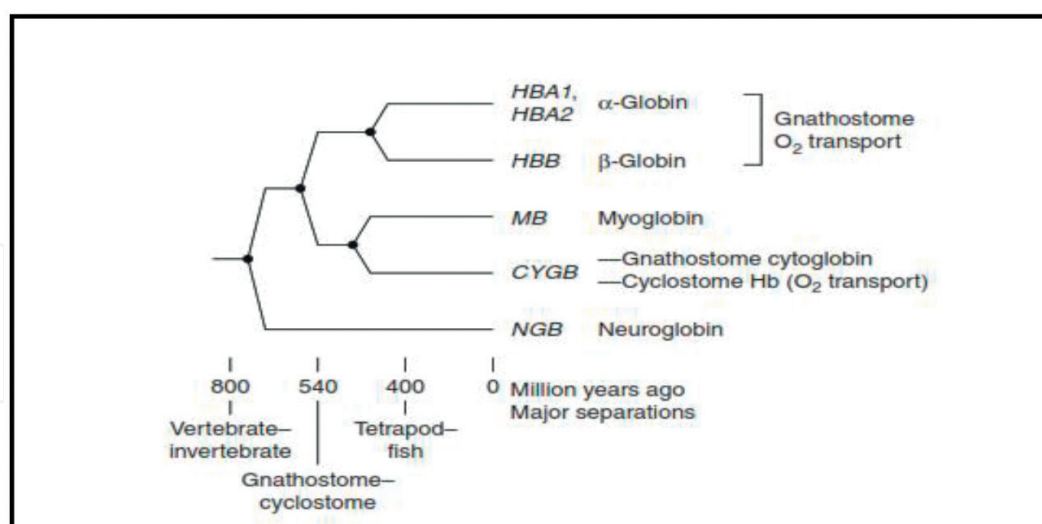 HBA1,
HBA2
α-Globin
Gnathostome
O2 transport
HBB β-Globin
MB Myoglobin
CYGB
—Gnathostome cytoglobin
—Cyclostome Hb (O2 transport)
NGB Neuroglobin
800 540 400 0 Million years ago
Major separations
Vertebrate–
invertebrate
Tetrapod–
fish
Gnathostome–
cyclostome